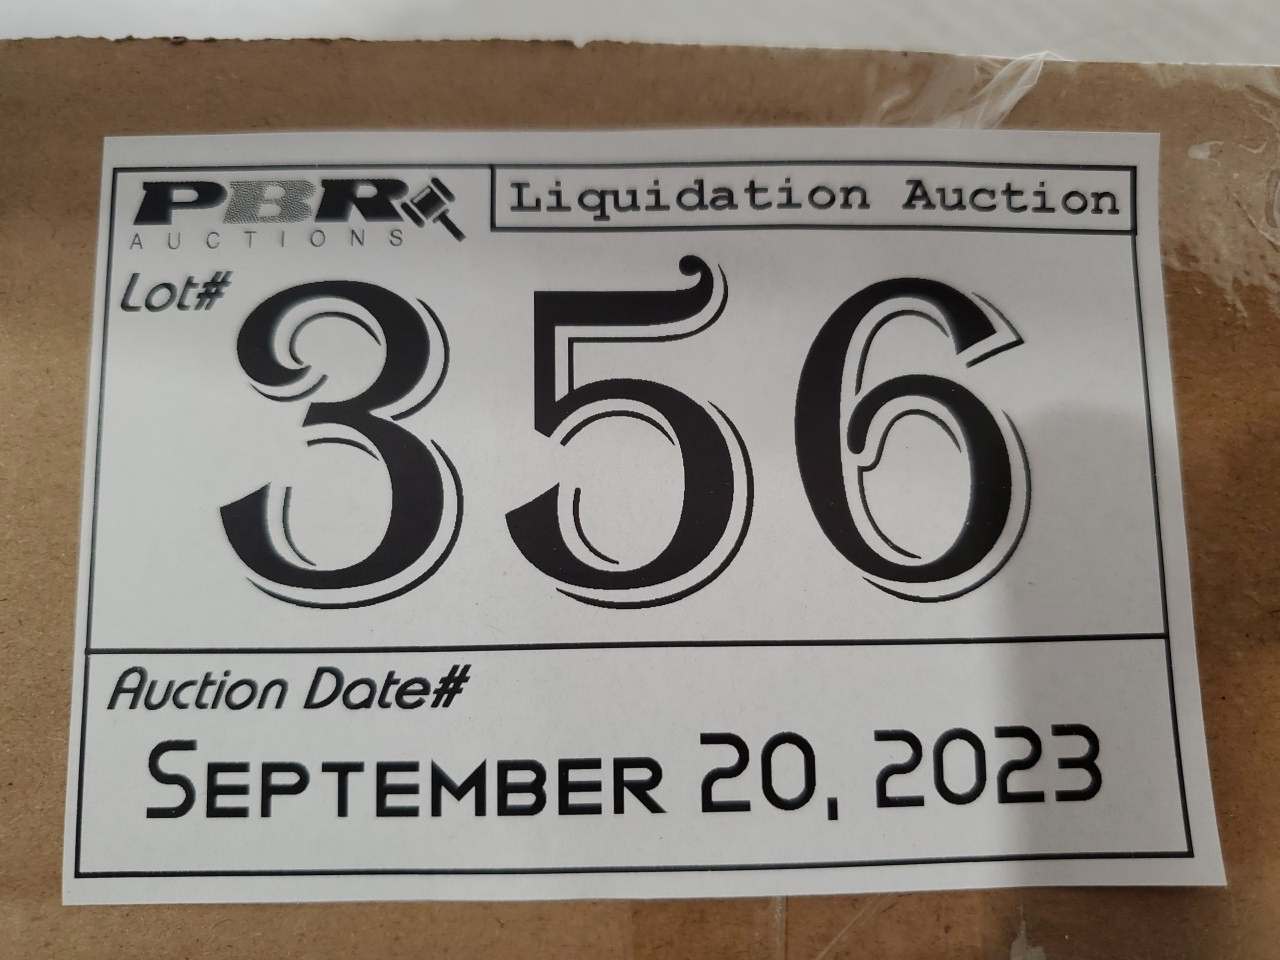 PBR
AUCTIONS
Liquidation Auction
Lot#
356
Auction Date#
September 20, 2023